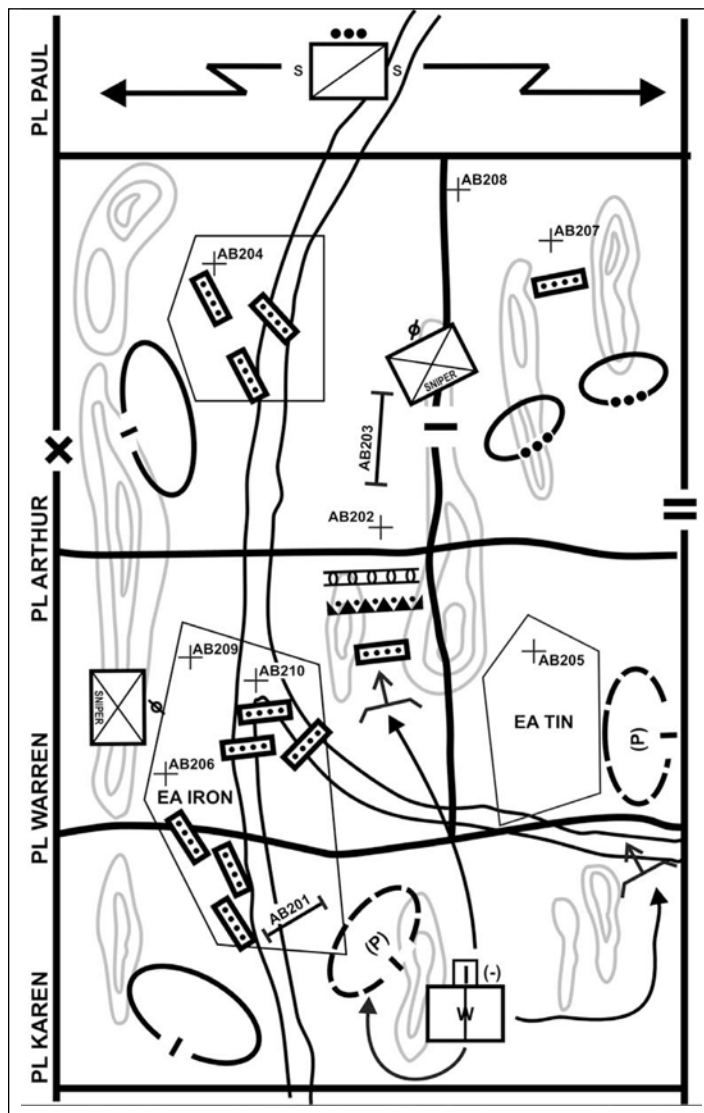 PL PAUL
S
S
AB208
AB207
AB204
SNIPER
AB203
AB202
PL ARTHUR
AB209
AB210
AB205
SNIPER
EA TIN
(P)
AB206
EA IRON
PL WARREN
AB201
(P)
I
(-)
W
PL KAREN